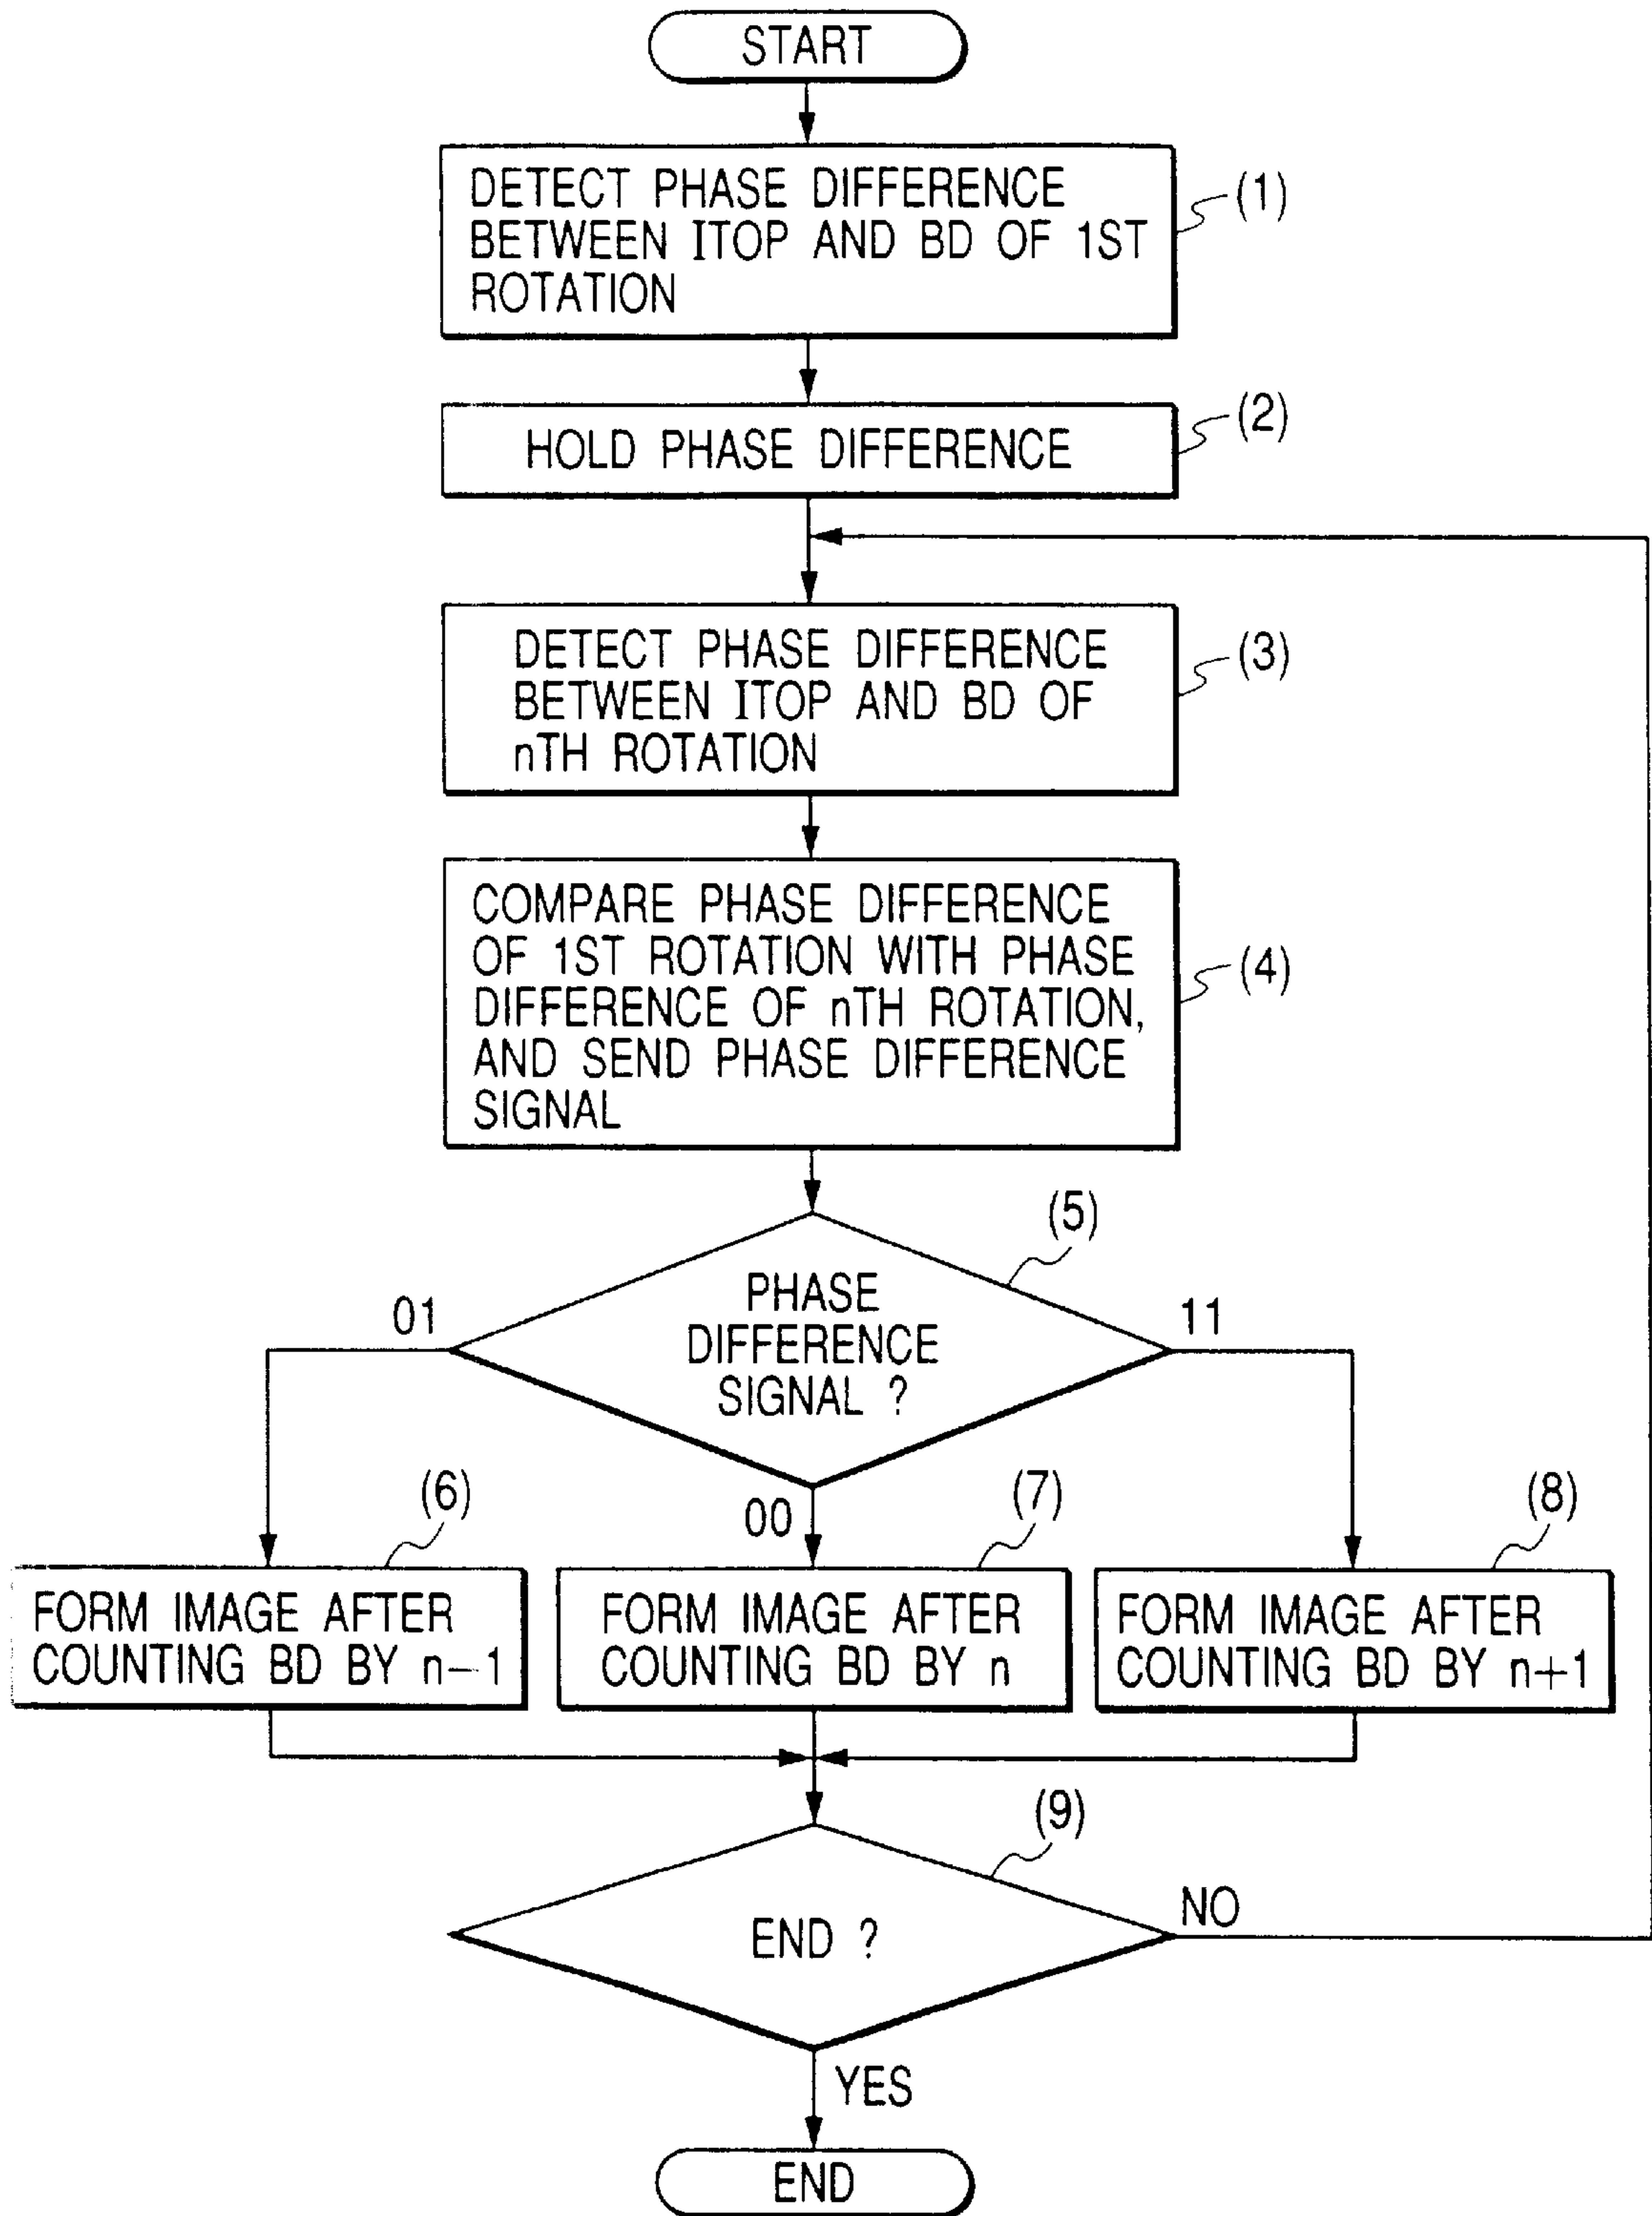 START
DETECT PHASE DIFFERENCE
BETWEEN ITOP AND BD OF 1ST
ROTATION
(1)
HOLD PHASE DIFFERENCE
(2)
DETECT PHASE DIFFERENCE
BETWEEN ITOP AND BD OF
nTH ROTATION
(3)
COMPARE PHASE DIFFERENCE
OF 1ST ROTATION WITH PHASE
DIFFERENCE OF nTH ROTATION,
AND SEND PHASE DIFFERENCE
SIGNAL
(4)
(5)
PHASE
DIFFERENCE
SIGNAL ?
01
11
00
(6)
FORM IMAGE AFTER
COUNTING BD BY n-1
(7)
FORM IMAGE AFTER
COUNTING BD BY n
(8)
FORM IMAGE AFTER
COUNTING BD BY n+1
(9)
END ?
NO
YES
END